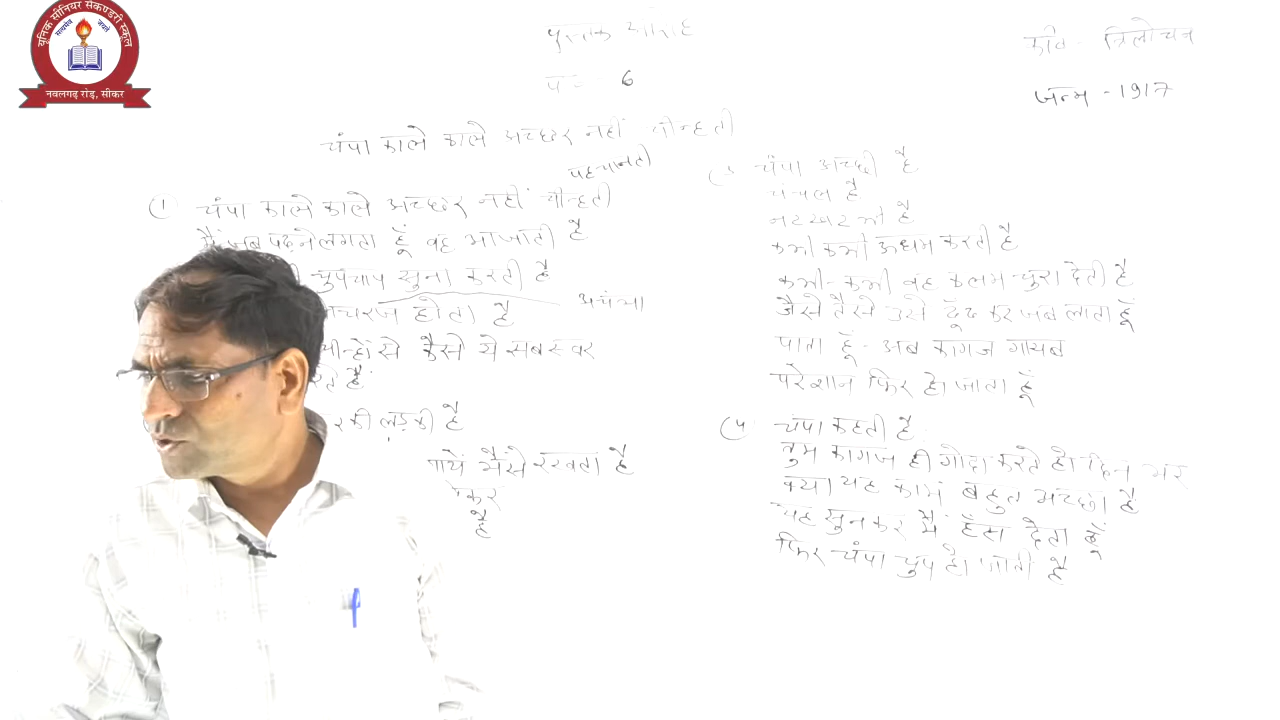 यूनिक सीनियर सैकण्डरी स्कूल
नवलगढ़ रोड़, सीकर
पुस्तक आरोह
6
कवि - त्रिलोचन
जन्म - 1917
चंपा काले काले अच्छर नहीं चीन्हती
पहचानती
(1 चंपा काले काले अच्छर नहीं चीन्हती
मैं जब पढ़ने लगता हूँ वह आ जाती है
चुपचाप सुना करती है
होता है अचंभा
चीन्हों से कैसे ये सब स्वर
हैं
की लड़की है
गायें भैंसे रखता है
है
चंपा अच्छी है
चंचल है
नटखट भी है
कभी कभी ऊधम करती है
कभी-कभी वह कलम चुरा देती है
जैसे तैसे उसे ढूँढ कर जब लाता हूँ
पाता हूँ - अब कागज गायब
परेशान फिर हो जाता हूँ
चंपा कहती है:
तुम कागज ही गोदा करते हो दिन भर
क्या यह काम बहुत अच्छा है
यह सुनकर मैं हँस देता हूँ
फिर चंपा चुप हो जाती है